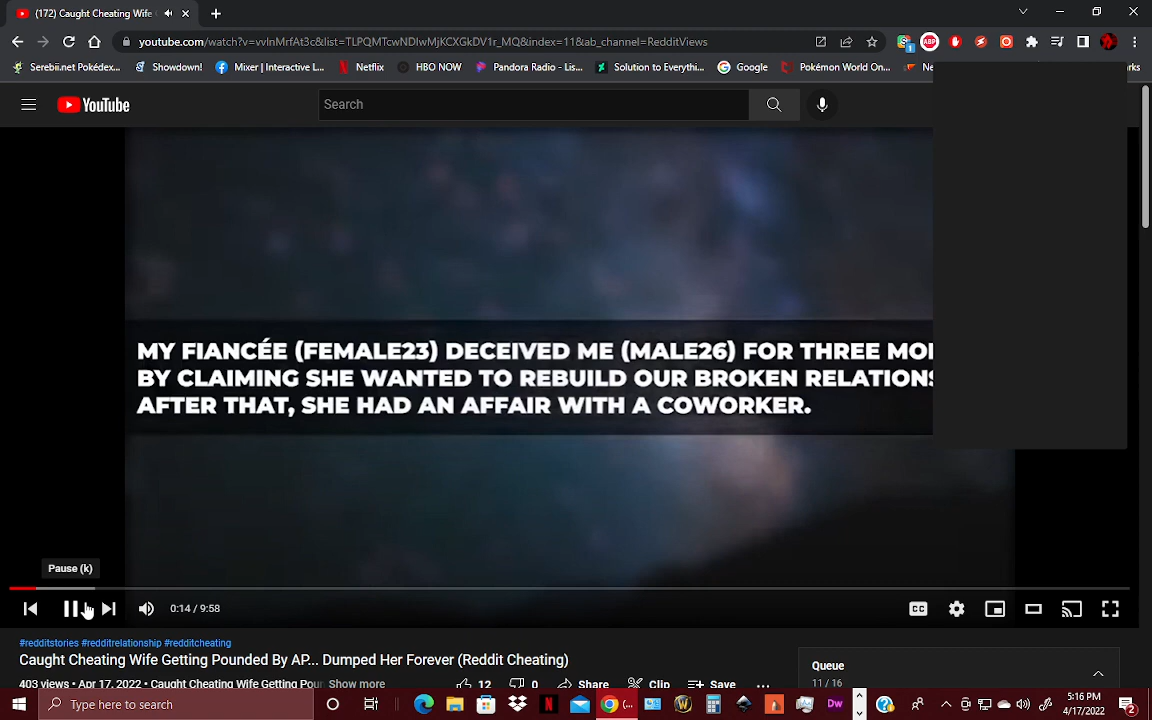 (172) Caught Cheating Wife
youtube.com/watch?v=vvlnMrfAt3c&list=TLPQMTcwNDIwMjKCXGkDV1r_MQ&index=11&ab_channel=RedditViews
Serebii.net Pokédex... Showdown! Mixer | Interactive L... Netflix HBO NOW Pandora Radio - Lis... Solution to Everythi... Google Pokémon World On... Ne rks
YouTube Search
MY FIANCÉE (FEMALE23) DECEIVED ME (MALE26) FOR THREE MO
BY CLAIMING SHE WANTED TO REBUILD OUR BROKEN RELATIONS
AFTER THAT, SHE HAD AN AFFAIR WITH A COWORKER.
Pause (k)
0:14 / 9:58 CC
#redditstories #redditrelationship #redditcheating
Caught Cheating Wife Getting Pounded By AP... Dumped Her Forever (Reddit Cheating)
Queue
403 views • Apr 17, 2022 • Caught Cheating Wife Getting Pou Show more 12 0 Share Clip Save ...
11 / 16
Type here to search
5:16 PM
4/17/2022
2